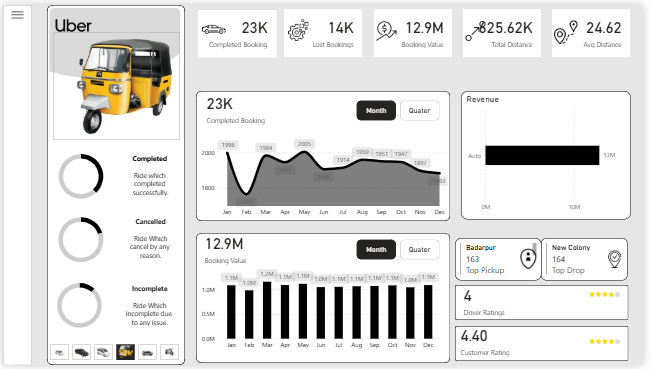 Uber
Completed
Ride which
completed
successfully.
Cancelled
Ride Which
cancel by any
reason.
Incomplete
Ride Which
incomplete due
to any issue.
23K
Completed Booking
14K
Lost Bookings
12.9M
Booking Value
825.62K
Total Distance
24.62
Avg Distance
23K
Completed Booking
Month
Quater
1998
1984
2005
1914
1959
1951
1947
1897
2000
1800
Jan
Feb
Mar
Apr
May
Jun
Jul
Aug
Sep
Oct
Nov
Dec
Revenue
Auto
13M
0M
10M
12.9M
Booking Value
Month
Quater
1.1M
1.0M
1.2M
1.1M
1.1M
1.0M
1.1M
1.1M
1.1M
1.1M
1.0M
1.1M
1.0M
0.5M
0.0M
Jan
Feb
Mar
Apr
May
Jun
Jul
Aug
Sep
Oct
Nov
Dec
Badarpur
163
Top Pickup
New Colony
164
Top Drop
4
Driver Ratings
4.40
Customer Rating